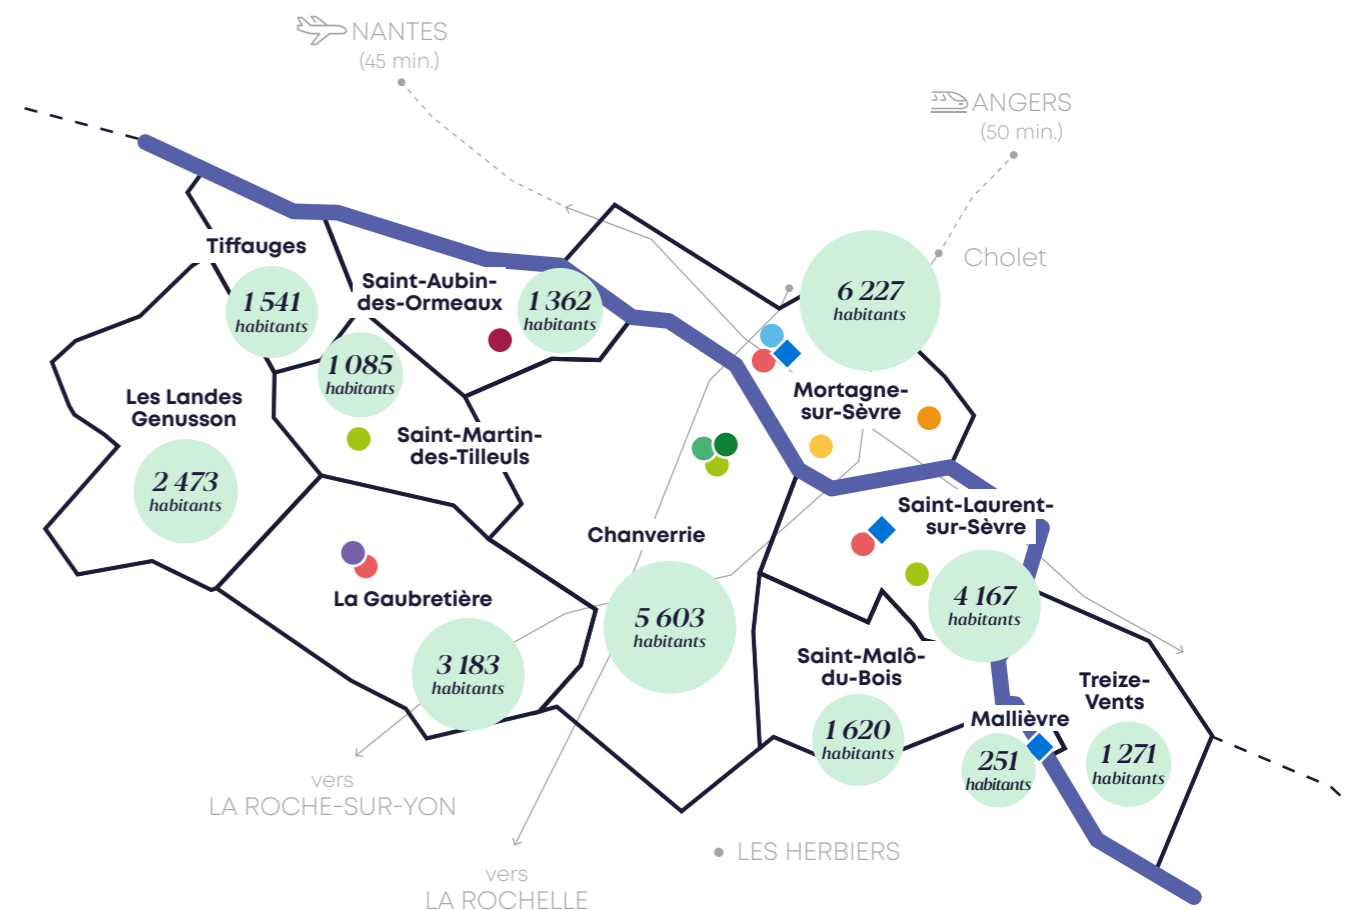 NANTES
(45 min.)
ANGERS
(50 min.)
Cholet
Tiffauges
1 541
habitants
Saint-Aubin-
des-Ormeaux
1 362
habitants
6 227
habitants
1 085
habitants
Les Landes
Genusson
2 473
habitants
Saint-Martin-
des-Tilleuls
Mortagne-
sur-Sèvre
Chanverrie
5 603
habitants
Saint-Laurent-
sur-Sèvre
4 167
habitants
La Gaubretière
3 183
habitants
Saint-Malô-
du-Bois
1 620
habitants
Mallièvre
251
habitants
Treize-
Vents
1 271
habitants
vers
LA ROCHE-SUR-YON
vers
LA ROCHELLE
LES HERBIERS